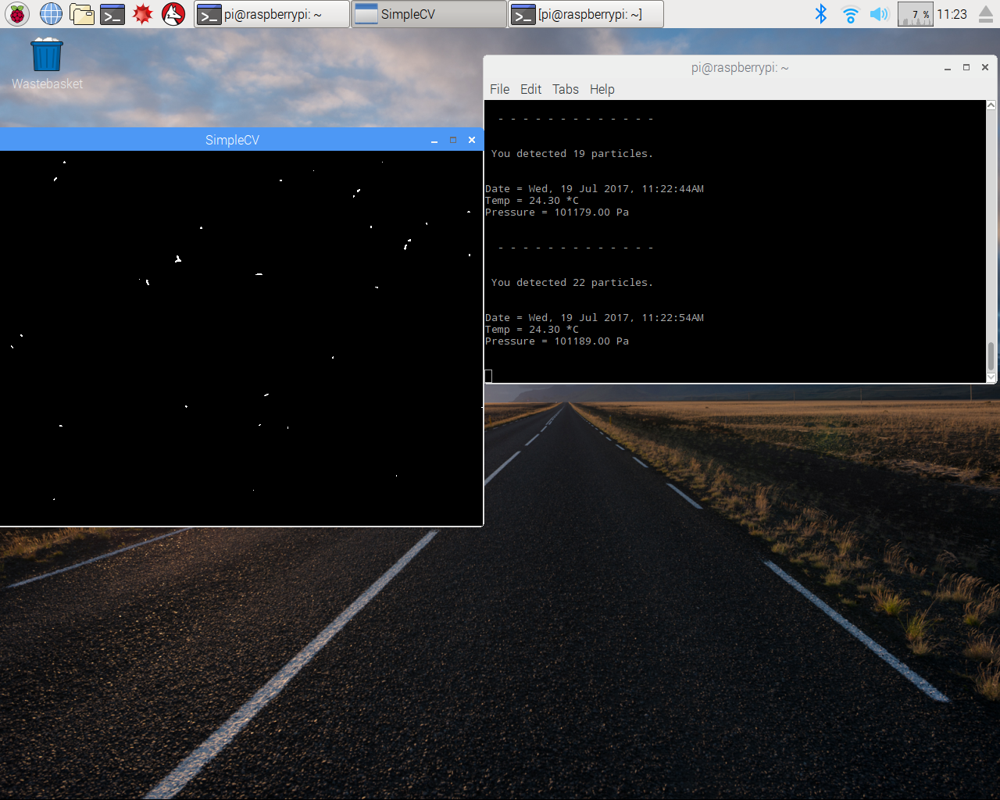 pi@raspberrypi: ~
SimpleCV
[pi@raspberrypi: ~]
7 %
11:23
Wastebasket
pi@raspberrypi: ~
File Edit Tabs Help
- - - - - - - - - - - - -
You detected 19 particles.
Date = Wed, 19 Jul 2017, 11:22:44AM
Temp = 24.30 *C
Pressure = 101179.00 Pa
- - - - - - - - - - - - -
You detected 22 particles.
Date = Wed, 19 Jul 2017, 11:22:54AM
Temp = 24.30 *C
Pressure = 101189.00 Pa
SimpleCV